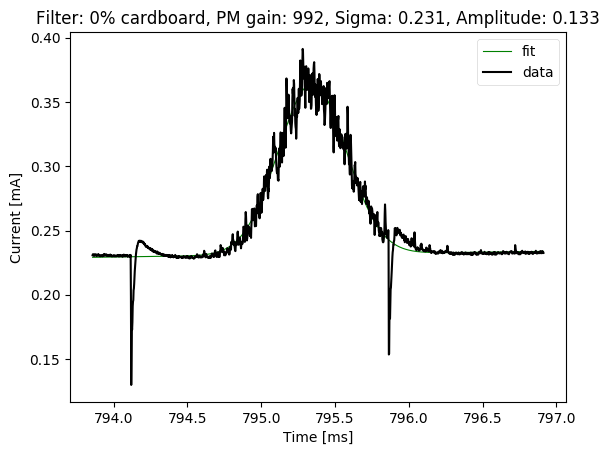 Filter: 0% cardboard, PM gain: 992, Sigma: 0.231, Amplitude: 0.133
fit
data
0.40
0.35
0.30
0.25
0.20
0.15
Current [mA]
794.0 794.5 795.0 795.5 796.0 796.5 797.0
Time [ms]